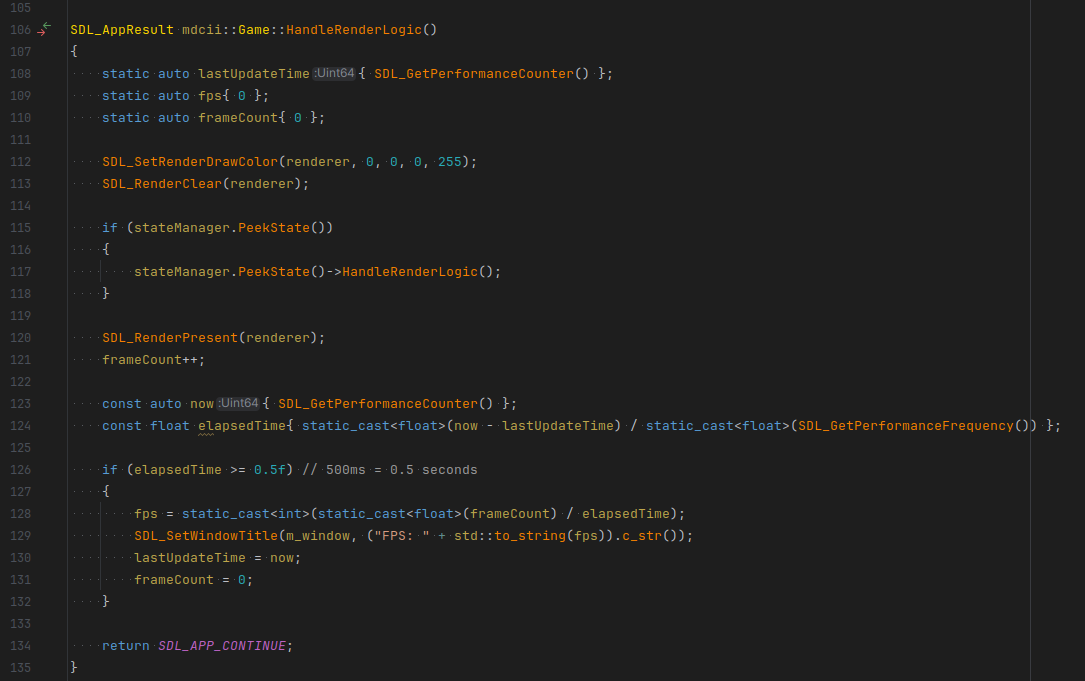 105
106 SDL_AppResult mdcii::Game::HandleRenderLogic()
107 {
108     static auto lastUpdateTime :Uint64 { SDL_GetPerformanceCounter() };
109     static auto fps{ 0 };
110     static auto frameCount{ 0 };
111
112     SDL_SetRenderDrawColor(renderer, 0, 0, 0, 255);
113     SDL_RenderClear(renderer);
114
115     if (stateManager.PeekState())
116     {
117         stateManager.PeekState()->HandleRenderLogic();
118     }
119
120     SDL_RenderPresent(renderer);
121     frameCount++;
122
123     const auto now :Uint64 { SDL_GetPerformanceCounter() };
124     const float elapsedTime{ static_cast<float>(now - lastUpdateTime) / static_cast<float>(SDL_GetPerformanceFrequency()) };
125
126     if (elapsedTime >= 0.5f) // 500ms = 0.5 seconds
127     {
128         fps = static_cast<int>(static_cast<float>(frameCount) / elapsedTime);
129         SDL_SetWindowTitle(m_window, ("FPS: " + std::to_string(fps)).c_str());
130         lastUpdateTime = now;
131         frameCount = 0;
132     }
133
134     return SDL_APP_CONTINUE;
135 }